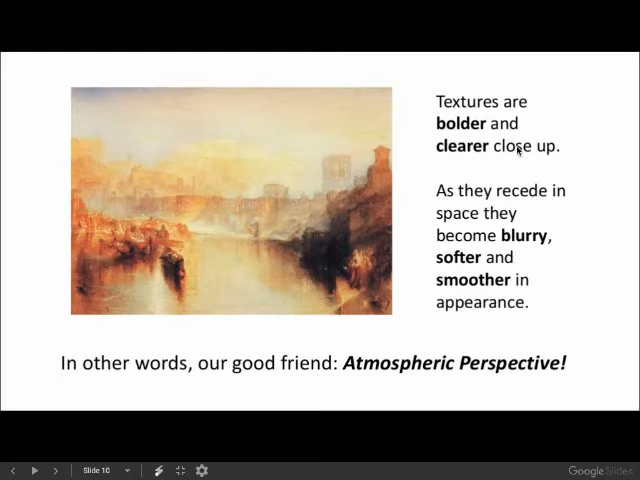 Textures are
bolder and
clearer close up.
As they recede in
space they
become blurry,
softer and
smoother in
appearance.
In other words, our good friend: Atmospheric Perspective!
Slide 10
Google Slides